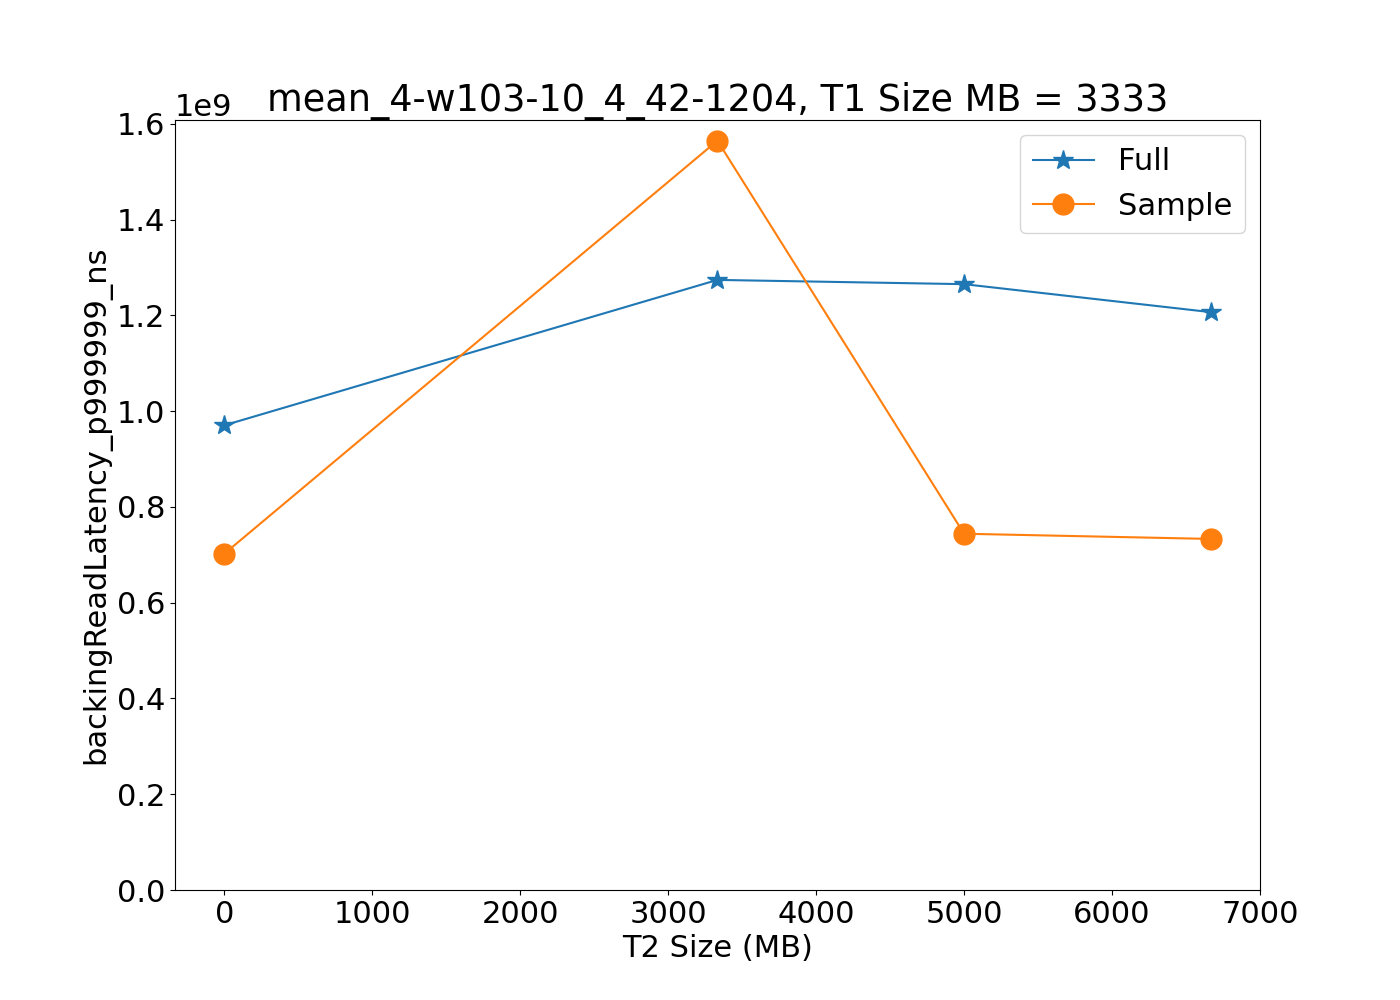 1e9
mean_4-w103-10_4_42-1204, T1 Size MB = 3333
1.6
1.4
1.2
1.0
0.8
0.6
0.4
0.2
0.0
backingReadLatency_p999999_ns
Full
Sample
0 1000 2000 3000 4000 5000 6000 7000
T2 Size (MB)